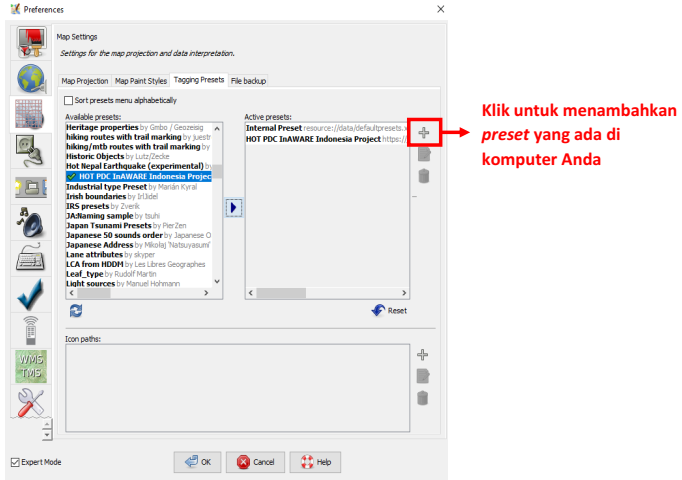 Preferences
Map Settings
Settings for the map projection and data interpretation.
Map Projection Map Paint Styles Tagging Presets File backup
Sort presets menu alphabetically
Available presets:
Heritage properties by Gmbo / Geozeisig
hiking routes with trail marking by juestr
hiking/mtb routes with trail marking by
Historic Objects by Lutz/Zecke
Hot Nepal Earthquake (experimental) by
HOT PDC InAWARE Indonesia Projec
Industrial type Preset by Marián Kyral
Irish boundaries by IrlJidel
IRS presets by Zverik
JA:Naming sample by tsuhi
Japan Tsunami Presets by PierZen
Japanese 50 sounds order by Japanese O
Japanese Address by Mikołaj 'Natsuyasumi'
Lane attributes by skyper
LCA from HDDM by Les Libres Geographes
Leaf_type by Rudolf Martin
Light sources by Manuel Hohmann
Active presets:
Internal Preset resource://data/defaultpresets.x
HOT PDC InAWARE Indonesia Project https://
Reset
Icon paths:
WMS
TMS
Expert Mode
OK
Cancel
Help
Klik untuk menambahkan
preset yang ada di
komputer Anda